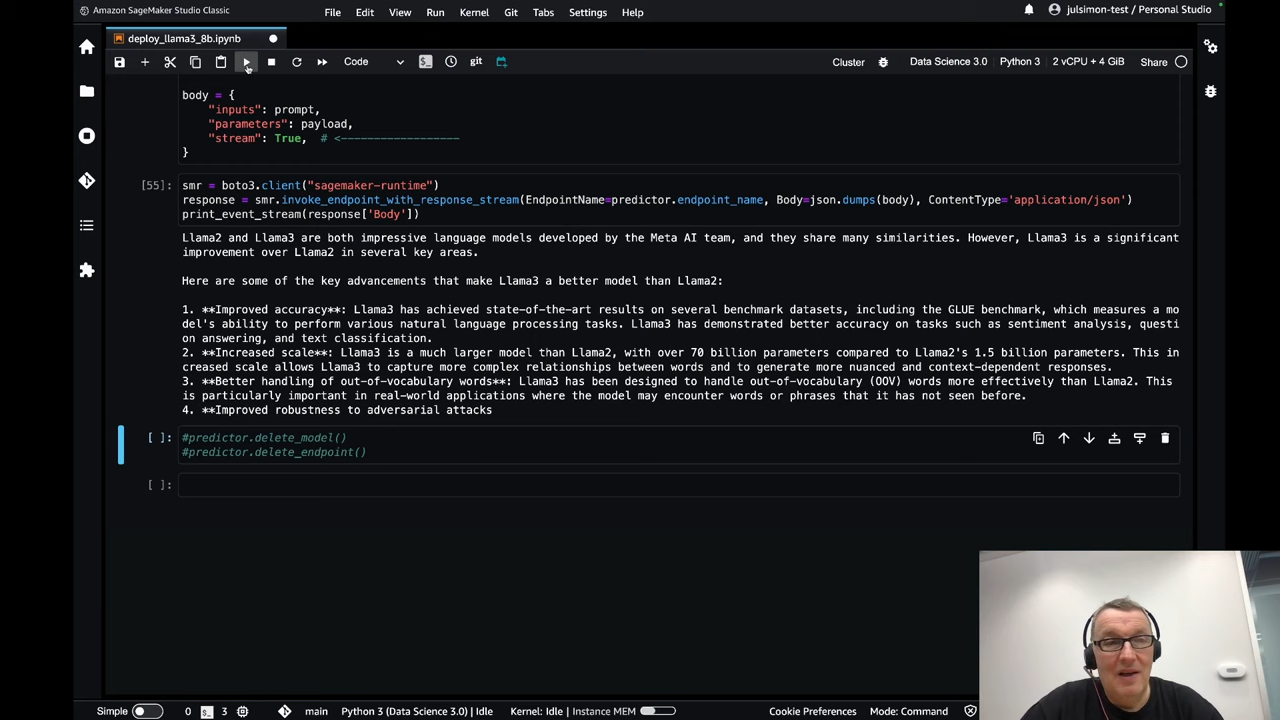 Amazon SageMaker Studio Classic
File Edit View Run Kernel Git Tabs Settings Help
julsimon-test / Personal Studio
deploy_llama3_8b.ipynb
Code
git
Cluster
Data Science 3.0
Python 3
2 vCPU + 4 GiB
Share
body = {
"inputs": prompt,
"parameters": payload,
"stream": True, # <------------------
}
[55]:
smr = boto3.client("sagemaker-runtime")
response = smr.invoke_endpoint_with_response_stream(EndpointName=predictor.endpoint_name, Body=json.dumps(body), ContentType='application/json')
print_event_stream(response['Body'])
Llama2 and Llama3 are both impressive language models developed by the Meta AI team, and they share many similarities. However, Llama3 is a significant
improvement over Llama2 in several key areas.
Here are some of the key advancements that make Llama3 a better model than Llama2:
1. **Improved accuracy**: Llama3 has achieved state-of-the-art results on several benchmark datasets, including the GLUE benchmark, which measures a mo
del's ability to perform various natural language processing tasks. Llama3 has demonstrated better accuracy on tasks such as sentiment analysis, questi
on answering, and text classification.
2. **Increased scale**: Llama3 is a much larger model than Llama2, with over 70 billion parameters compared to Llama2's 1.5 billion parameters. This in
creased scale allows Llama3 to capture more complex relationships between words and to generate more nuanced and context-dependent responses.
3. **Better handling of out-of-vocabulary words**: Llama3 has been designed to handle out-of-vocabulary (OOV) words more effectively than Llama2. This
is particularly important in real-world applications where the model may encounter words or phrases that it has not seen before.
4. **Improved robustness to adversarial attacks
[ ]:
#predictor.delete_model()
#predictor.delete_endpoint()
[ ]:
Simple 0 3 main Python 3 (Data Science 3.0) | Idle Kernel: Idle | Instance MEM Cookie Preferences Mode: Command